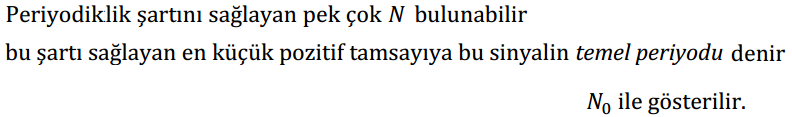 Periyodiklik şartını sağlayan pek çok N bulunabilir
bu şartı sağlayan en küçük pozitif tamsayıya bu sinyalin temel periyodu denir
N₀ ile gösterilir.